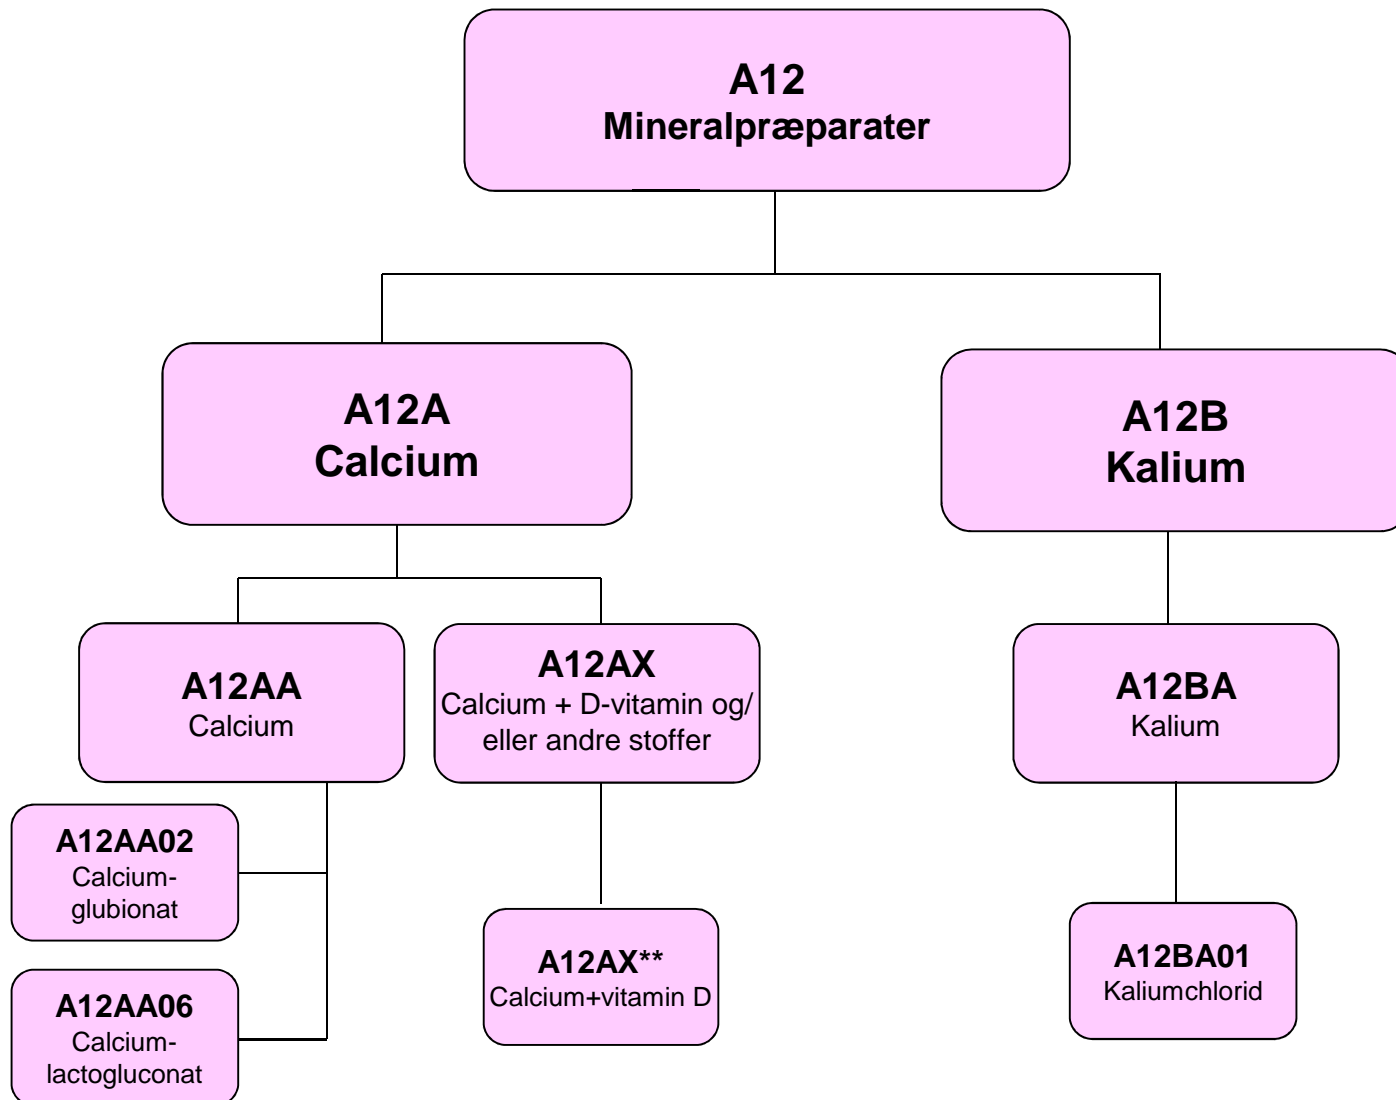 A12
Mineralpræparater
A12A
Calcium
A12B
Kalium
A12AA
Calcium
A12AX
Calcium + D-vitamin og/
eller andre stoffer
A12BA
Kalium
A12AA02
Calcium-
glubionat
A12AX**
Calcium+vitamin D
A12BA01
Kaliumchlorid
A12AA06
Calcium-
lactogluconat